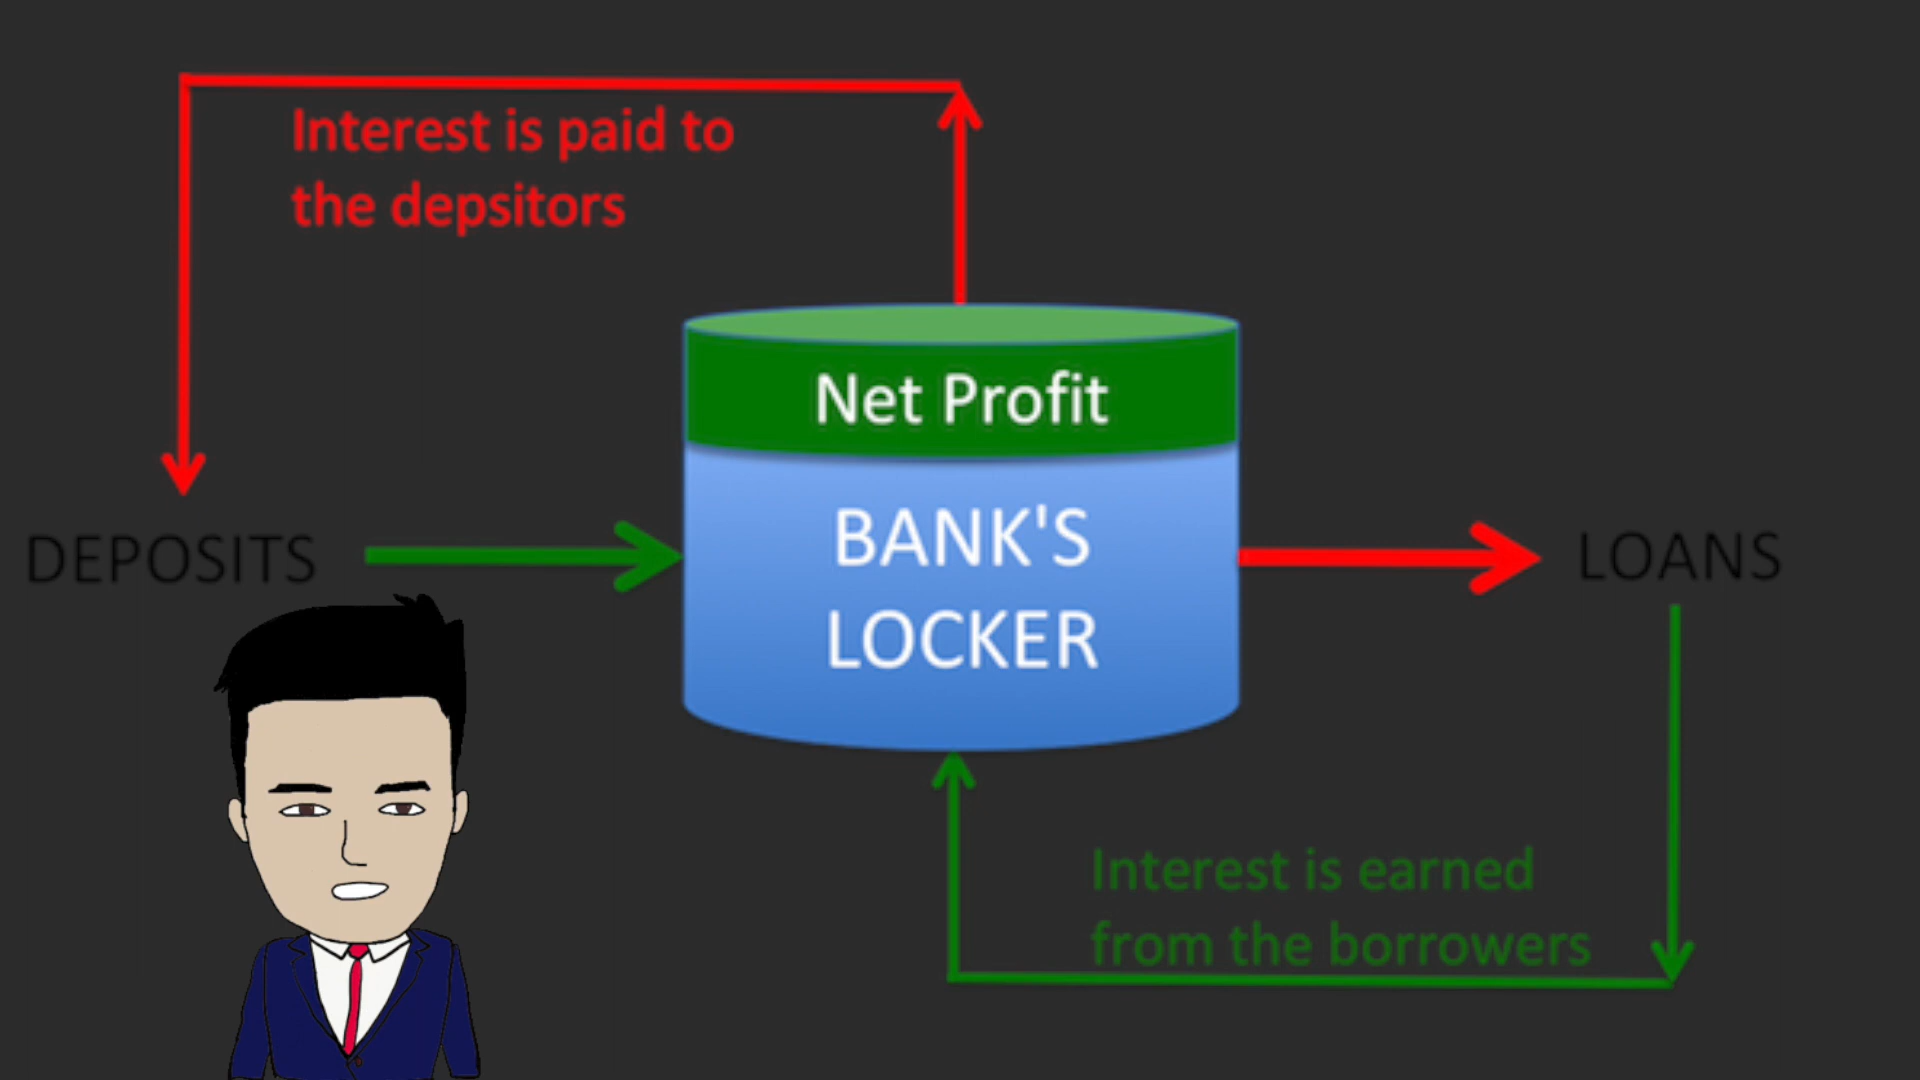 Interest is paid to
the depsitors
Net Profit
DEPOSITS
BANK'S
LOCKER
LOANS
Interest is earned
from the borrowers